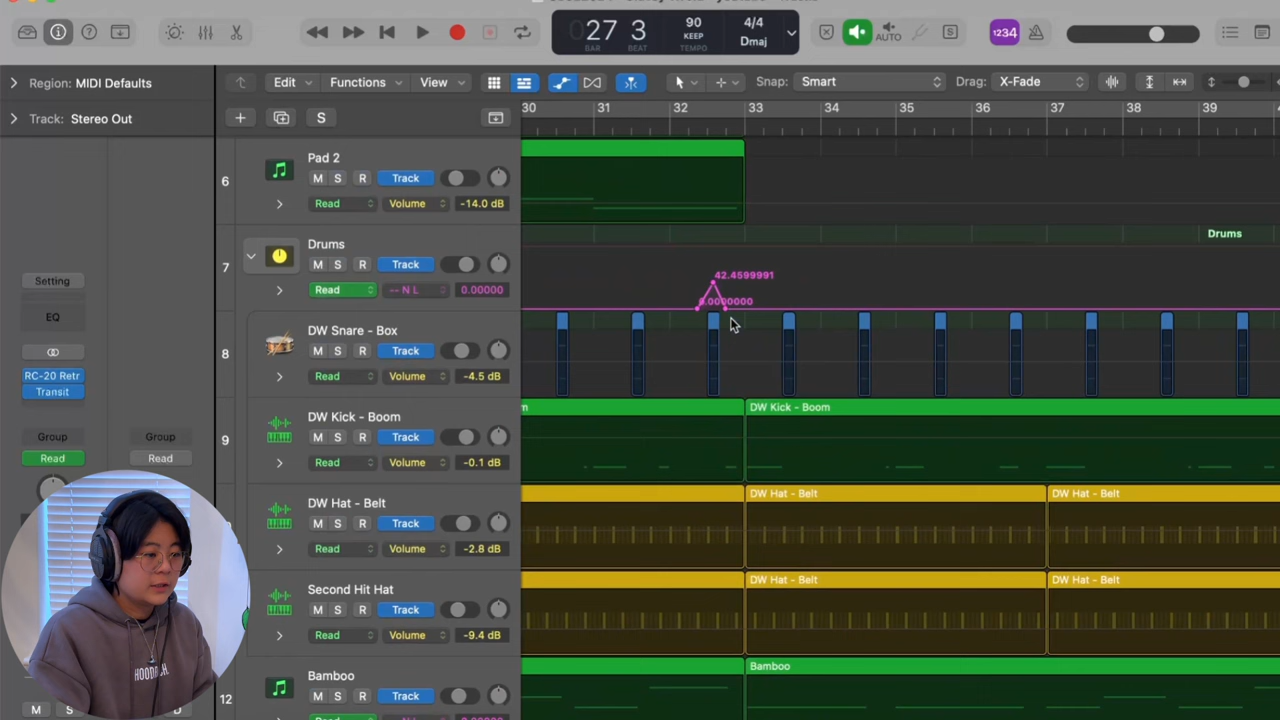 27 3
BAR BEAT
90
KEEP
TEMPO
4/4
Dmaj
AUTO
S
1234
Region: MIDI Defaults
Edit Functions View
Snap: Smart
Drag: X-Fade
Track: Stereo Out
S
30 31 32 33 34 35 36 37 38 39
6
Pad 2
M S R Track
Read Volume -14.0 dB
7
Drums
M S R Track
Read -- N L 0.00000
Drums
42.4599991
0.0000000
8
DW Snare - Box
M S R Track
Read Volume -4.5 dB
9
DW Kick - Boom
M S R Track
Read Volume -0.1 dB
DW Kick - Boom
DW Hat - Belt
M S R Track
Read Volume -2.8 dB
DW Hat - Belt
DW Hat - Belt
Second Hit Hat
M S R Track
Read Volume -9.4 dB
DW Hat - Belt
DW Hat - Belt
12
Bamboo
M S R Track
Bamboo
Setting
EQ
RC-20 Retr
Transit
Group Group
Read Read
M S